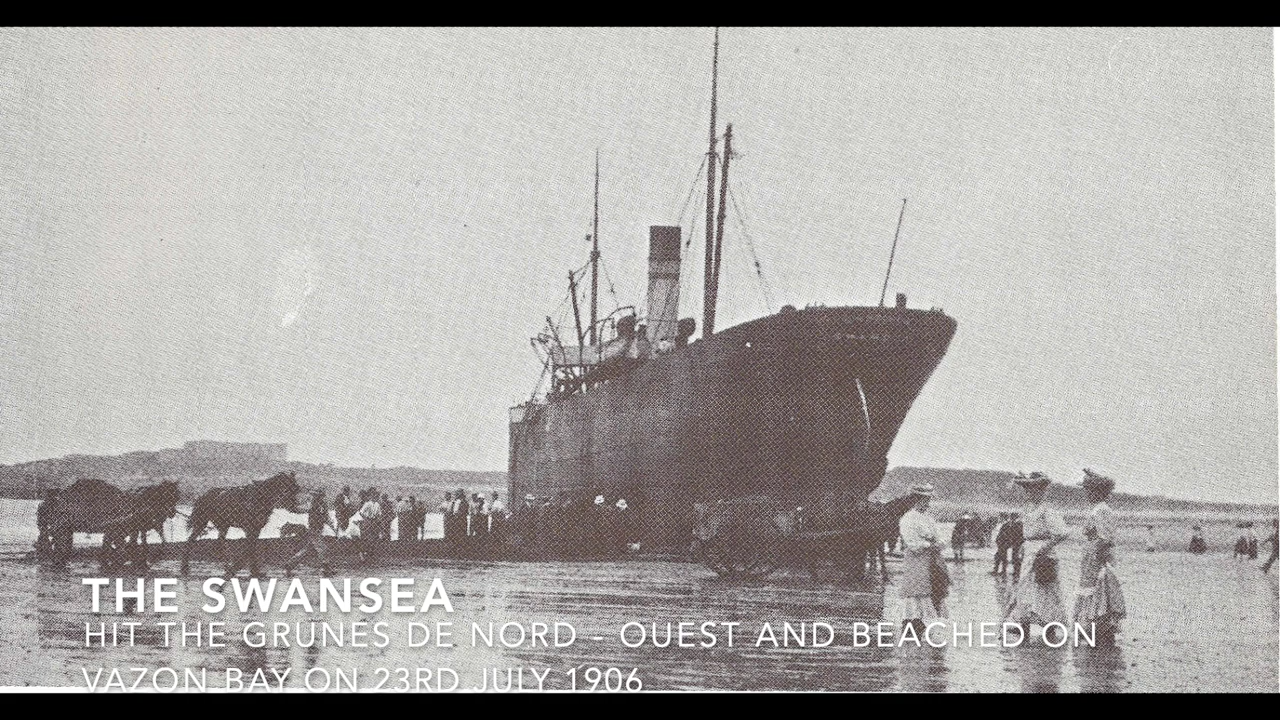 THE SWANSEA
HIT THE GRUNES DE NORD - OUEST AND BEACHED ON
VAZON BAY ON 23RD JULY 1906